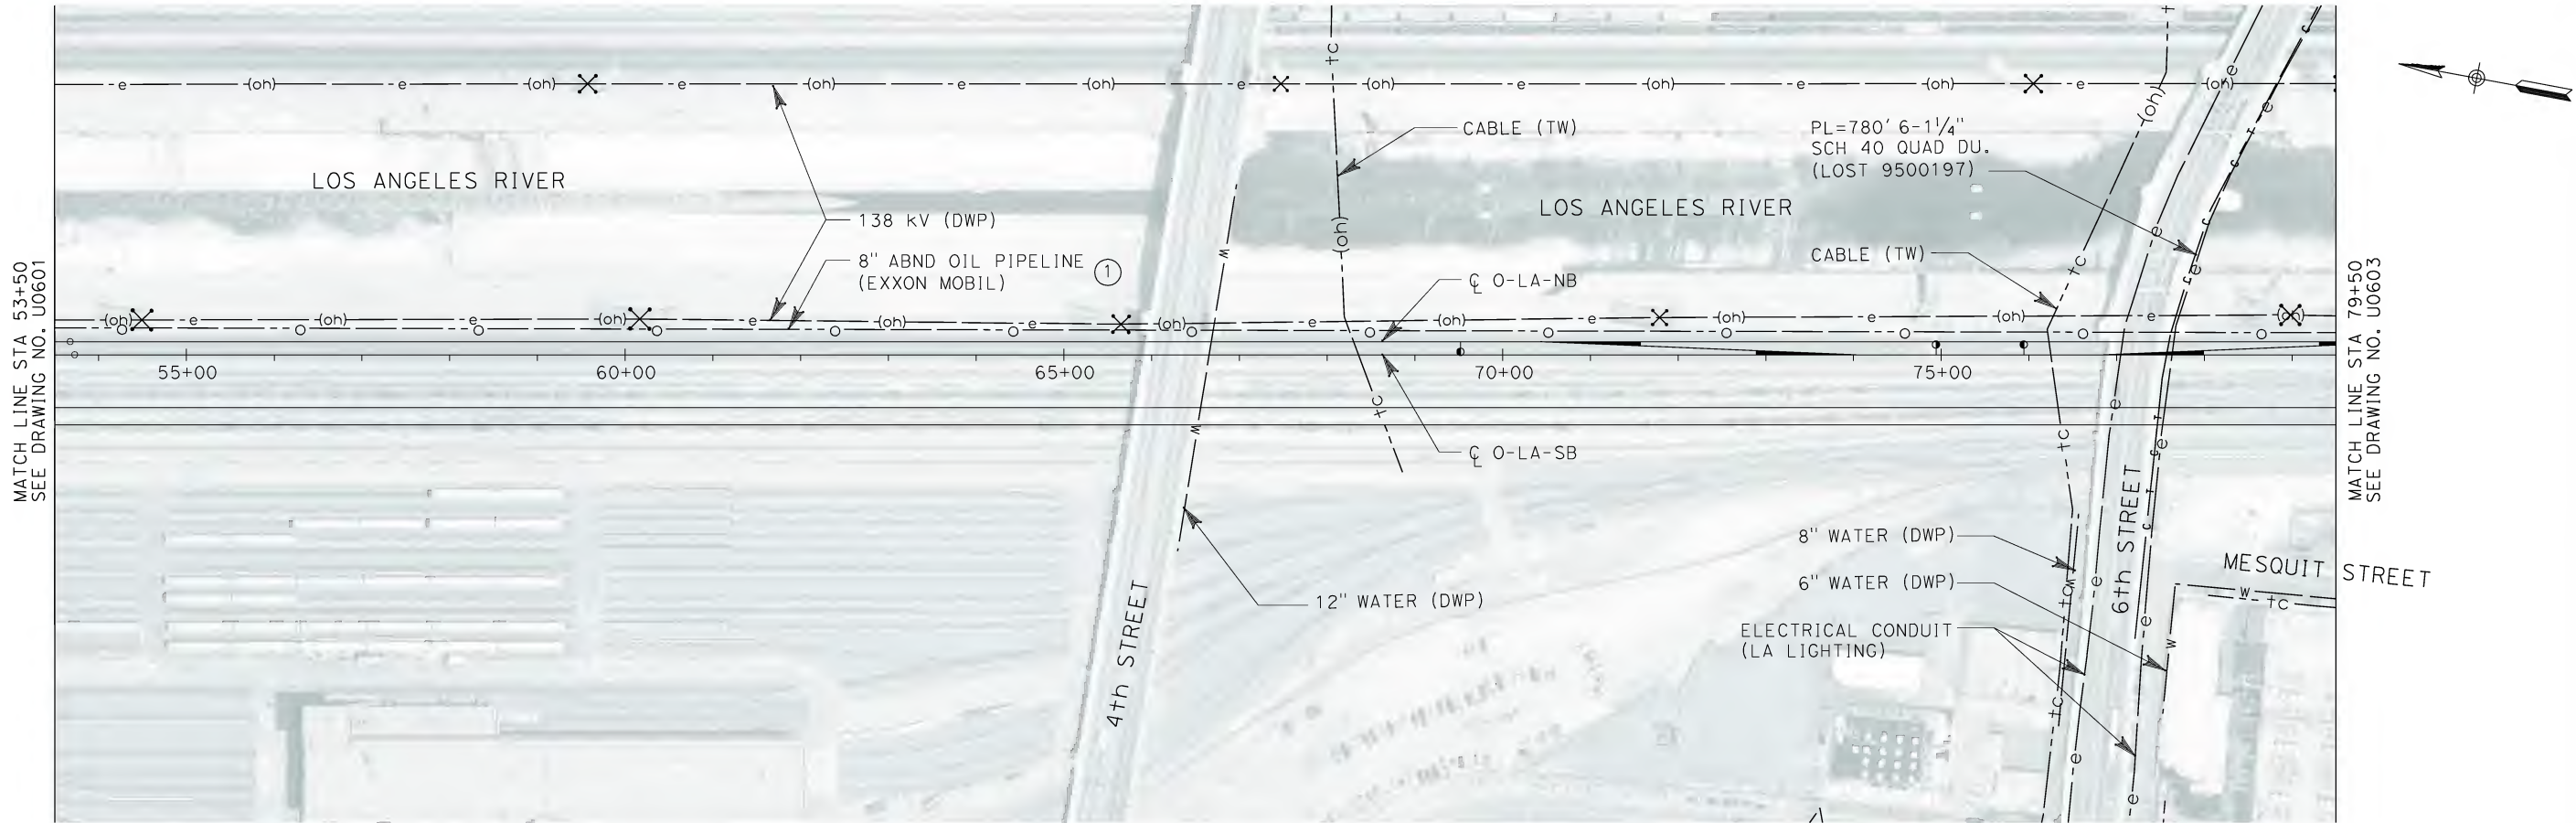 MATCH LINE STA 53+50
SEE DRAWING NO. U0601
LOS ANGELES RIVER
138 kV (DWP)
8" ABND OIL PIPELINE
(EXXON MOBIL)
1
CABLE (TW)
LOS ANGELES RIVER
PL=780' 6-1¼"
SCH 40 QUAD DU.
(LOST 9500197)
CABLE (TW)
℄ O-LA-NB
55+00
60+00
65+00
70+00
75+00
℄ O-LA-SB
12" WATER (DWP)
4th STREET
8" WATER (DWP)
6" WATER (DWP)
ELECTRICAL CONDUIT
(LA LIGHTING)
6th STREET
MESQUIT STREET
MATCH LINE STA 79+50
SEE DRAWING NO. U0603